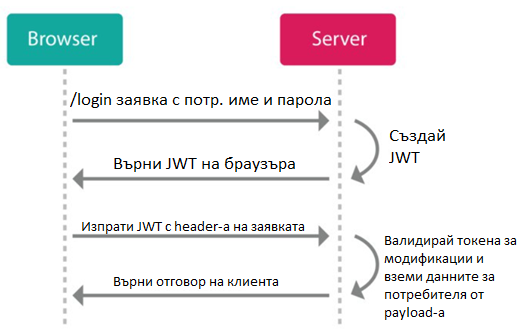 Browser
Server
/login заявка с потр. име и парола
Създай
JWT
Върни JWT на браузъра
Изпрати JWT с header-а на заявката
Валидирай токена за
модификации и
вземи данните за
потребителя от
payload-a
Върни отговор на клиента